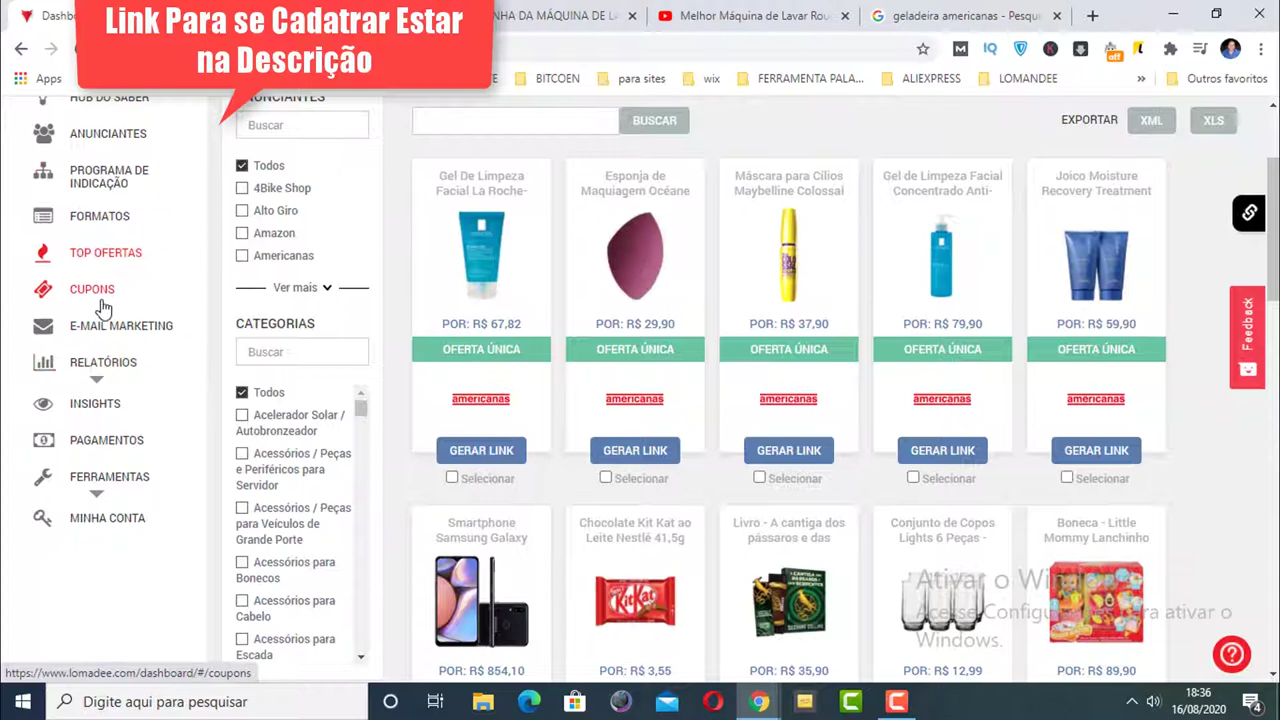 Dashbo
Link Para se Cadatrar Estar
na Descrição
NHA DA MÁQUINA DE L
Melhor Máquina de Lavar Rou
geladeira americanas - Pesqu
Apps
BITCOEN
para sites
wix
FERRAMENTA PALA...
ALIEXPRESS
LOMANDEE
Outros favoritos
off
HUB DO SABER
ANUNCIANTES
PROGRAMA DE
INDICAÇÃO
FORMATOS
TOP OFERTAS
CUPONS
E-MAIL MARKETING
RELATÓRIOS
INSIGHTS
PAGAMENTOS
FERRAMENTAS
MINHA CONTA
ANUNCIANTES
Buscar
Todos
4Bike Shop
Alto Giro
Amazon
Americanas
Ver mais
CATEGORIAS
Buscar
Todos
Acelerador Solar /
Autobronzeador
Acessórios / Peças
e Periféricos para
Servidor
Acessórios / Peças
para Veículos de
Grande Porte
Acessórios para
Bonecos
Acessórios para
Cabelo
Acessórios para
Escada
BUSCAR
EXPORTAR
XML
XLS
Gel De Limpeza
Facial La Roche-
POR: R$ 67,82
OFERTA ÚNICA
americanas
GERAR LINK
Selecionar
Esponja de
Maquiagem Océane
POR: R$ 29,90
OFERTA ÚNICA
americanas
GERAR LINK
Selecionar
Máscara para Cílios
Maybelline Colossal
POR: R$ 37,90
OFERTA ÚNICA
americanas
GERAR LINK
Selecionar
Gel de Limpeza Facial
Concentrado Anti-
POR: R$ 79,90
OFERTA ÚNICA
americanas
GERAR LINK
Selecionar
Joico Moisture
Recovery Treatment
POR: R$ 59,90
OFERTA ÚNICA
americanas
GERAR LINK
Selecionar
Smartphone
Samsung Galaxy
POR: R$ 854,10
Chocolate Kit Kat ao
Leite Nestlé 41,5g
KitKat
POR: R$ 3,55
Livro - A cantiga dos
pássaros e das
POR: R$ 35,90
Conjunto de Copos
Lights 6 Peças -
POR: R$ 12,99
Boneca - Little
Mommy Lanchinho
POR: R$ 89,90
Feedback
Ativar o Windows
Acesse Configurações para ativar o
Windows.
https://www.lomadee.com/dashboard/#/coupons
Digite aqui para pesquisar
18:36
16/08/2020